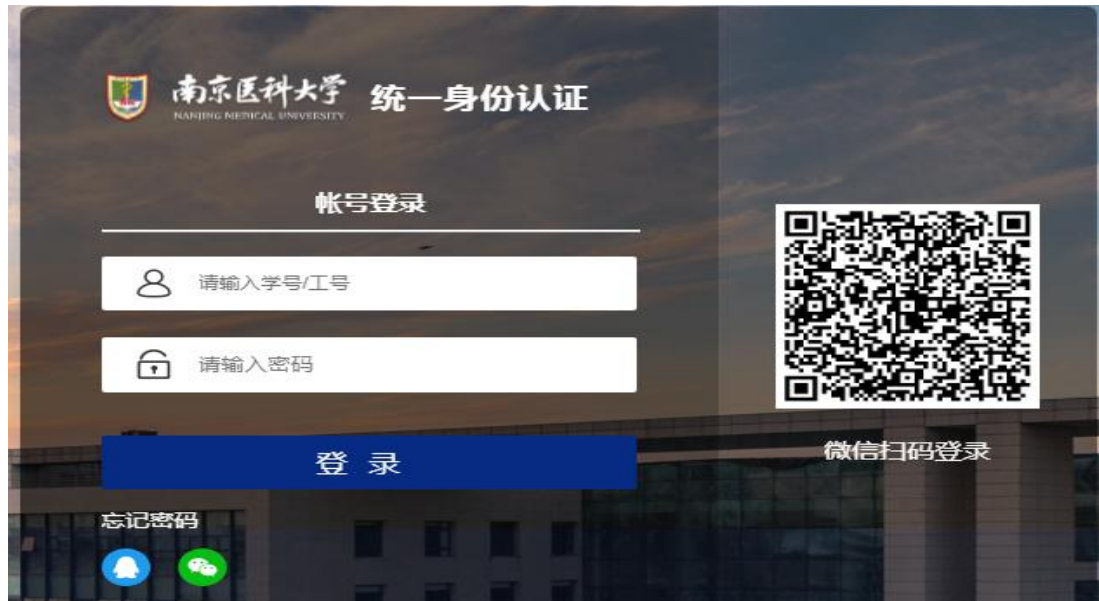 南京医科大学 统一身份认证
NANJING MEDICAL UNIVERSITY
帐号登录
请输入学号/工号
请输入密码
登 录
忘记密码
微信扫码登录